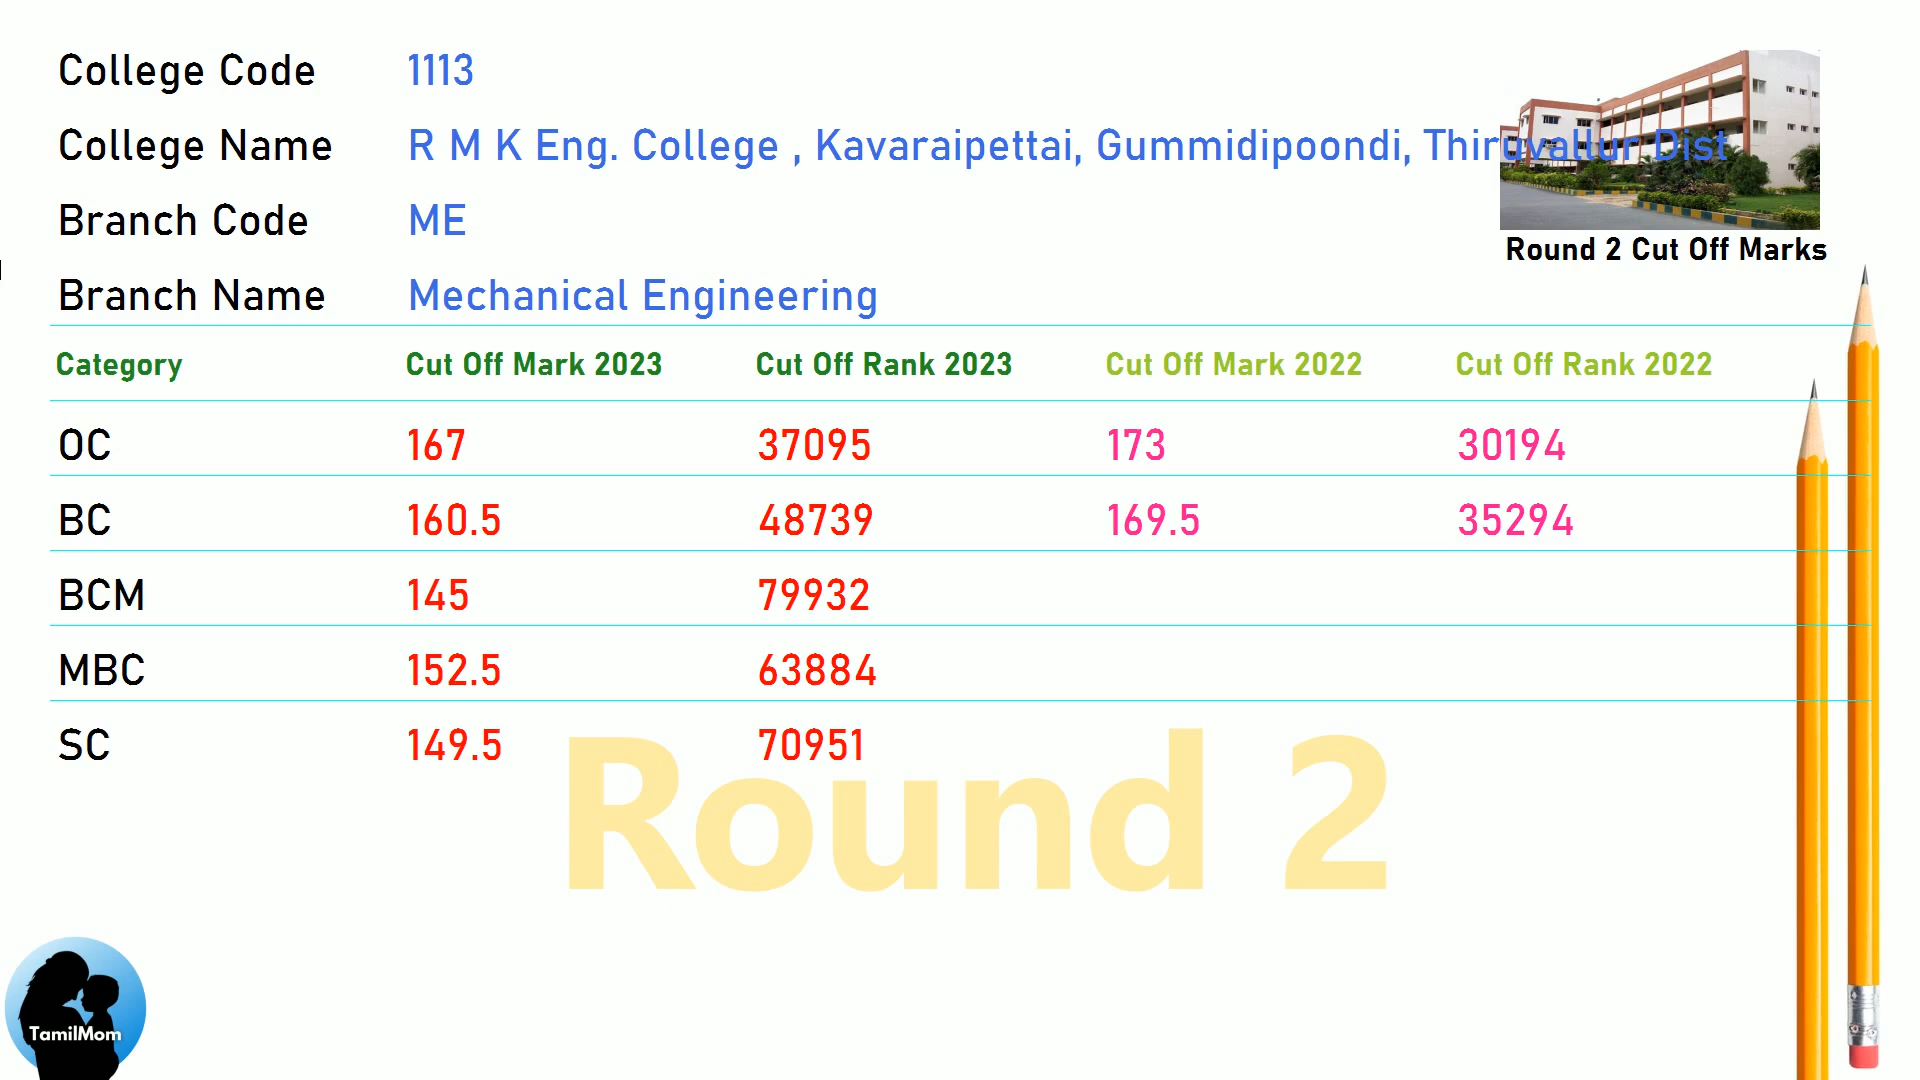 College Code 1113
College Name R M K Eng. College , Kavaraipettai, Gummidipoondi, Thiruvallur Dist
Branch Code ME
Round 2 Cut Off Marks
Branch Name Mechanical Engineering
Category Cut Off Mark 2023 Cut Off Rank 2023 Cut Off Mark 2022 Cut Off Rank 2022
OC 167 37095 173 30194
BC 160.5 48739 169.5 35294
BCM 145 79932
MBC 152.5 63884
SC 149.5 70951
Round 2
TamilMom